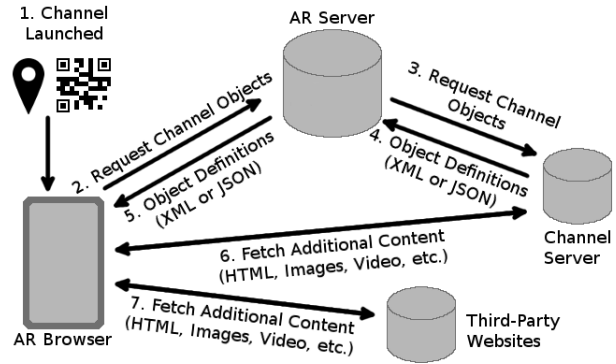 1. Channel
Launched
AR Server
2. Request Channel Objects
3. Request Channel
Objects
4. Object Definitions
(XML or JSON)
5. Object Definitions
(XML or JSON)
6. Fetch Additional Content
(HTML, Images, Video, etc.)
Channel
Server
7. Fetch Additional Content
(HTML, Images, Video, etc.)
AR Browser
Third-Party
Websites